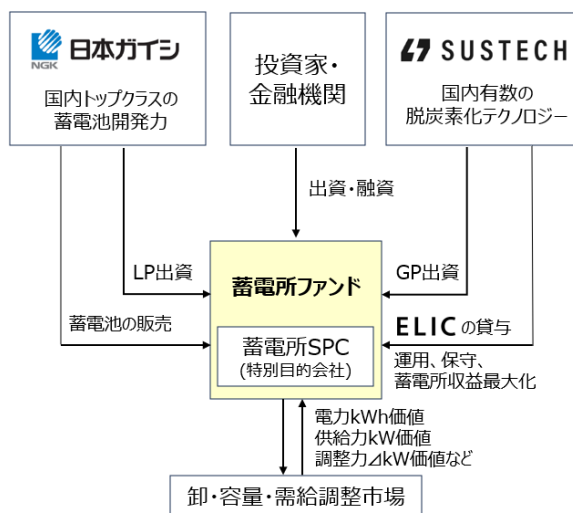 NGK
日本ガイシ
国内トップクラスの
蓄電池開発力
投資家・
金融機関
SUSTECH
国内有数の
脱炭素化テクノロジー
出資・融資
LP出資
GP出資
蓄電池の販売
蓄電所ファンド
蓄電所SPC
(特別目的会社)
ELICの貸与
運用、保守、
蓄電所収益最大化
電力kWh価値
供給力kW価値
調整力⊿kW価値など
卸・容量・需給調整市場